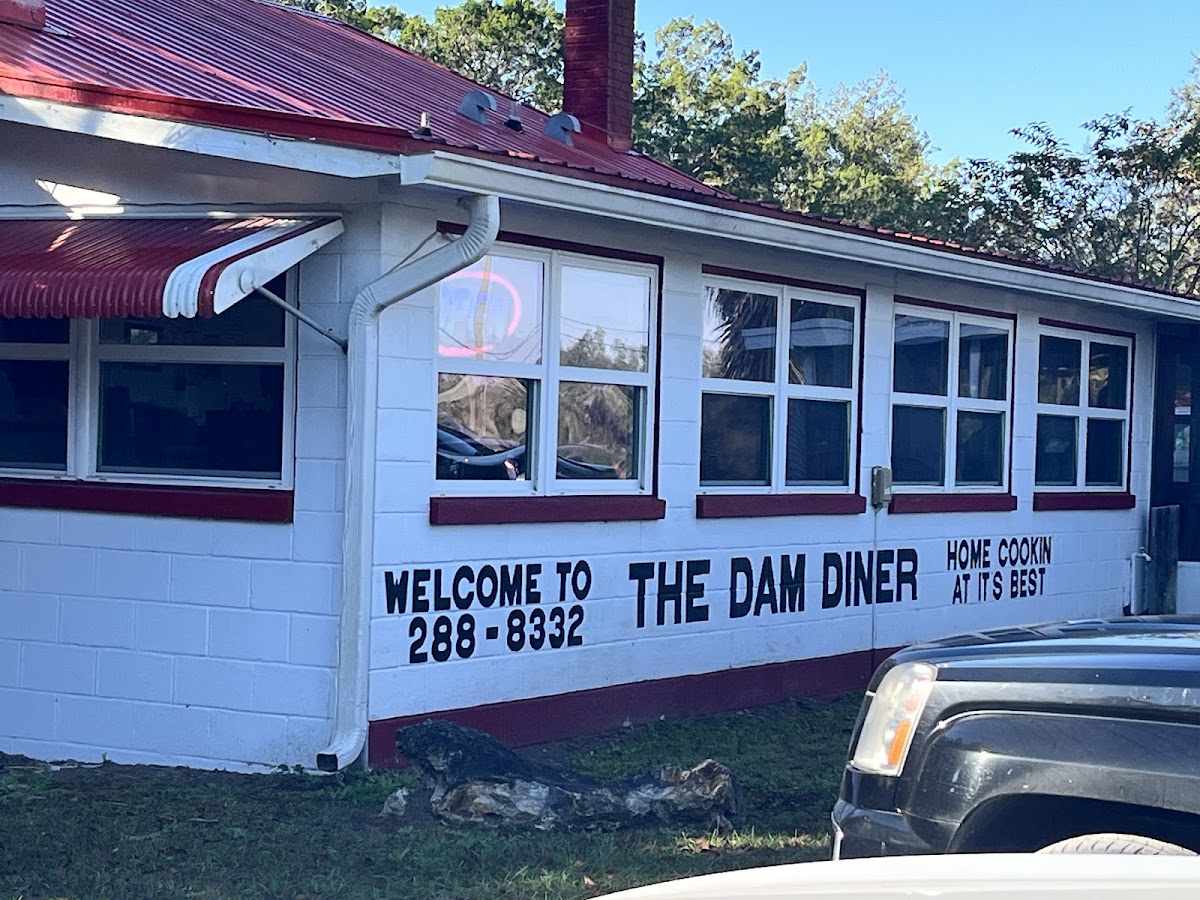 WELCOME TO
288-8332
THE DAM DINER
HOME COOKIN
AT IT'S BEST